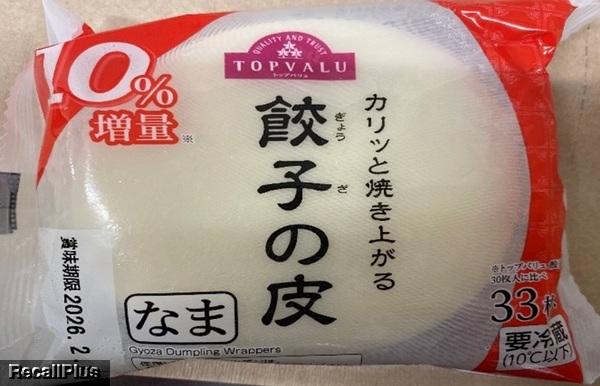 10%
増量※
QUALITY AND TRUST
TOPVALU
トップバリュ
カリッと焼き上がる
餃子の皮
ぎょう ざ
なま
Gyoza Dumpling Wrappers
賞味期限 2026.2.
※トップバリュ
30枚入に比べ
33枚
要冷蔵
(10℃以下)
RecallPlus